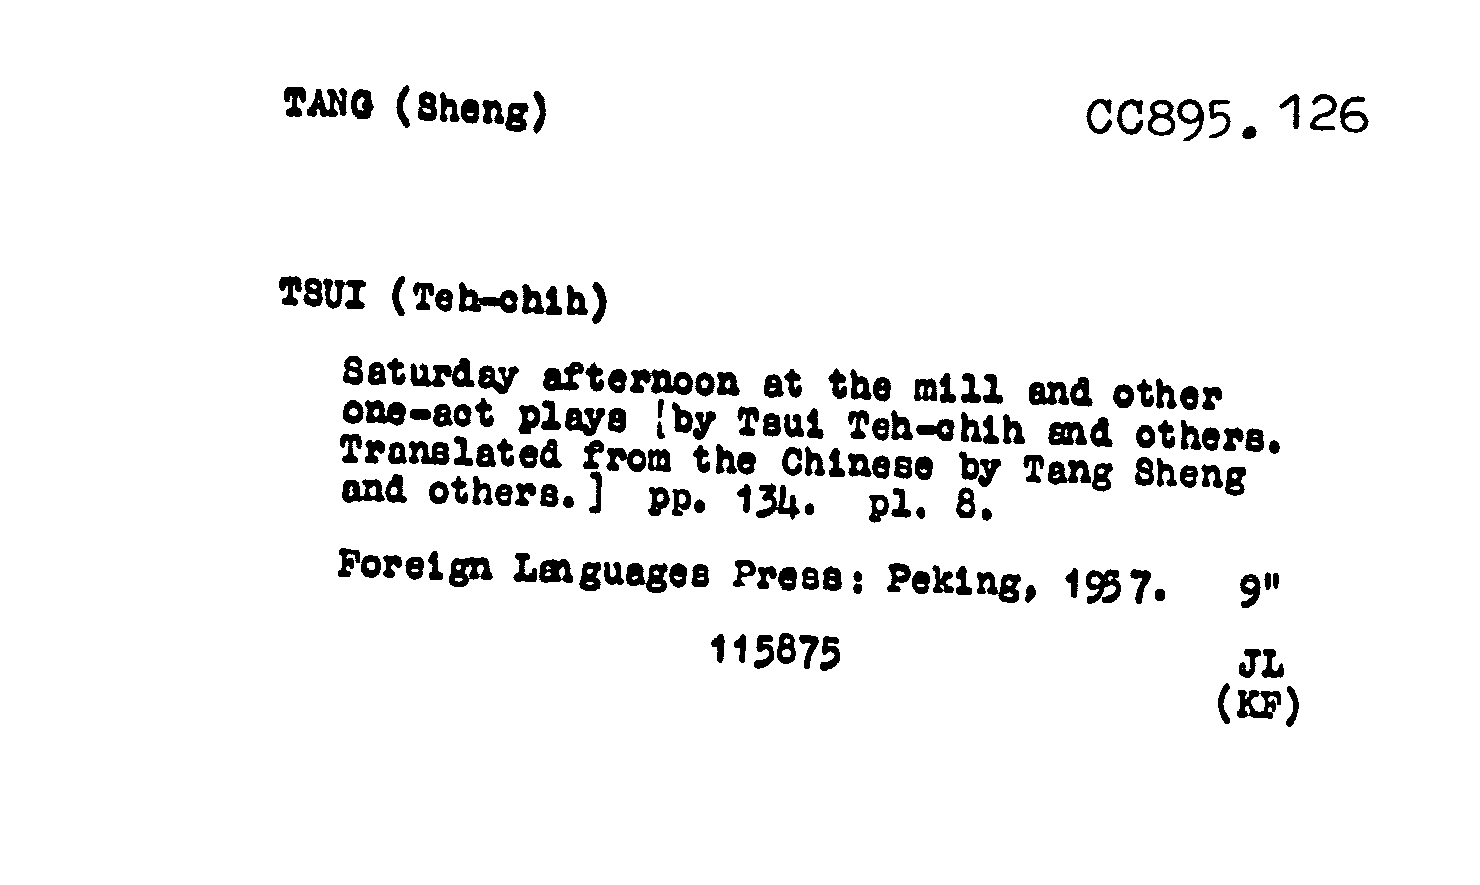 TANG (Sheng)
CC895.126
TSUI (Teh-chih)
Saturday afternoon at the mill and other
one-act plays [by Tsui Teh-chih and others.
Translated from the Chinese by Tang Sheng
and others.] pp. 134. pl. 8.
Foreign Languages Press: Peking, 1957. 9"
115875
JL
(KF)